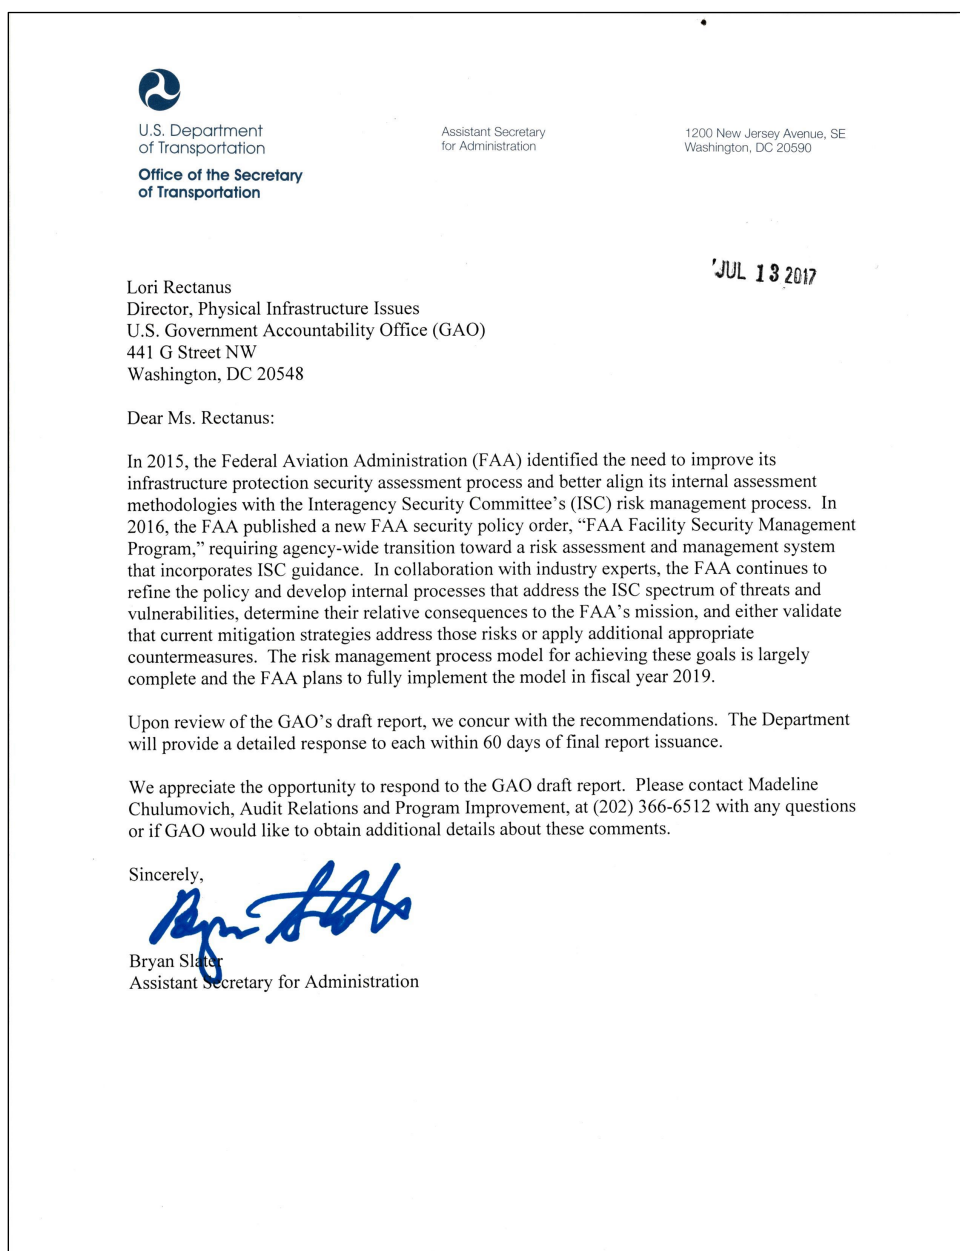 U.S. Department
of Transportation
Office of the Secretary
of Transportation
Assistant Secretary
for Administration
1200 New Jersey Avenue, SE
Washington, DC 20590
JUL 13 2017
Lori Rectanus
Director, Physical Infrastructure Issues
U.S. Government Accountability Office (GAO)
441 G Street NW
Washington, DC 20548
Dear Ms. Rectanus:
In 2015, the Federal Aviation Administration (FAA) identified the need to improve its
infrastructure protection security assessment process and better align its internal assessment
methodologies with the Interagency Security Committee’s (ISC) risk management process. In
2016, the FAA published a new FAA security policy order, “FAA Facility Security Management
Program,” requiring agency-wide transition toward a risk assessment and management system
that incorporates ISC guidance. In collaboration with industry experts, the FAA continues to
refine the policy and develop internal processes that address the ISC spectrum of threats and
vulnerabilities, determine their relative consequences to the FAA’s mission, and either validate
that current mitigation strategies address those risks or apply additional appropriate
countermeasures. The risk management process model for achieving these goals is largely
complete and the FAA plans to fully implement the model in fiscal year 2019.
Upon review of the GAO’s draft report, we concur with the recommendations. The Department
will provide a detailed response to each within 60 days of final report issuance.
We appreciate the opportunity to respond to the GAO draft report. Please contact Madeline
Chulumovich, Audit Relations and Program Improvement, at (202) 366-6512 with any questions
or if GAO would like to obtain additional details about these comments.
Sincerely,
Bryan Slater
Assistant Secretary for Administration